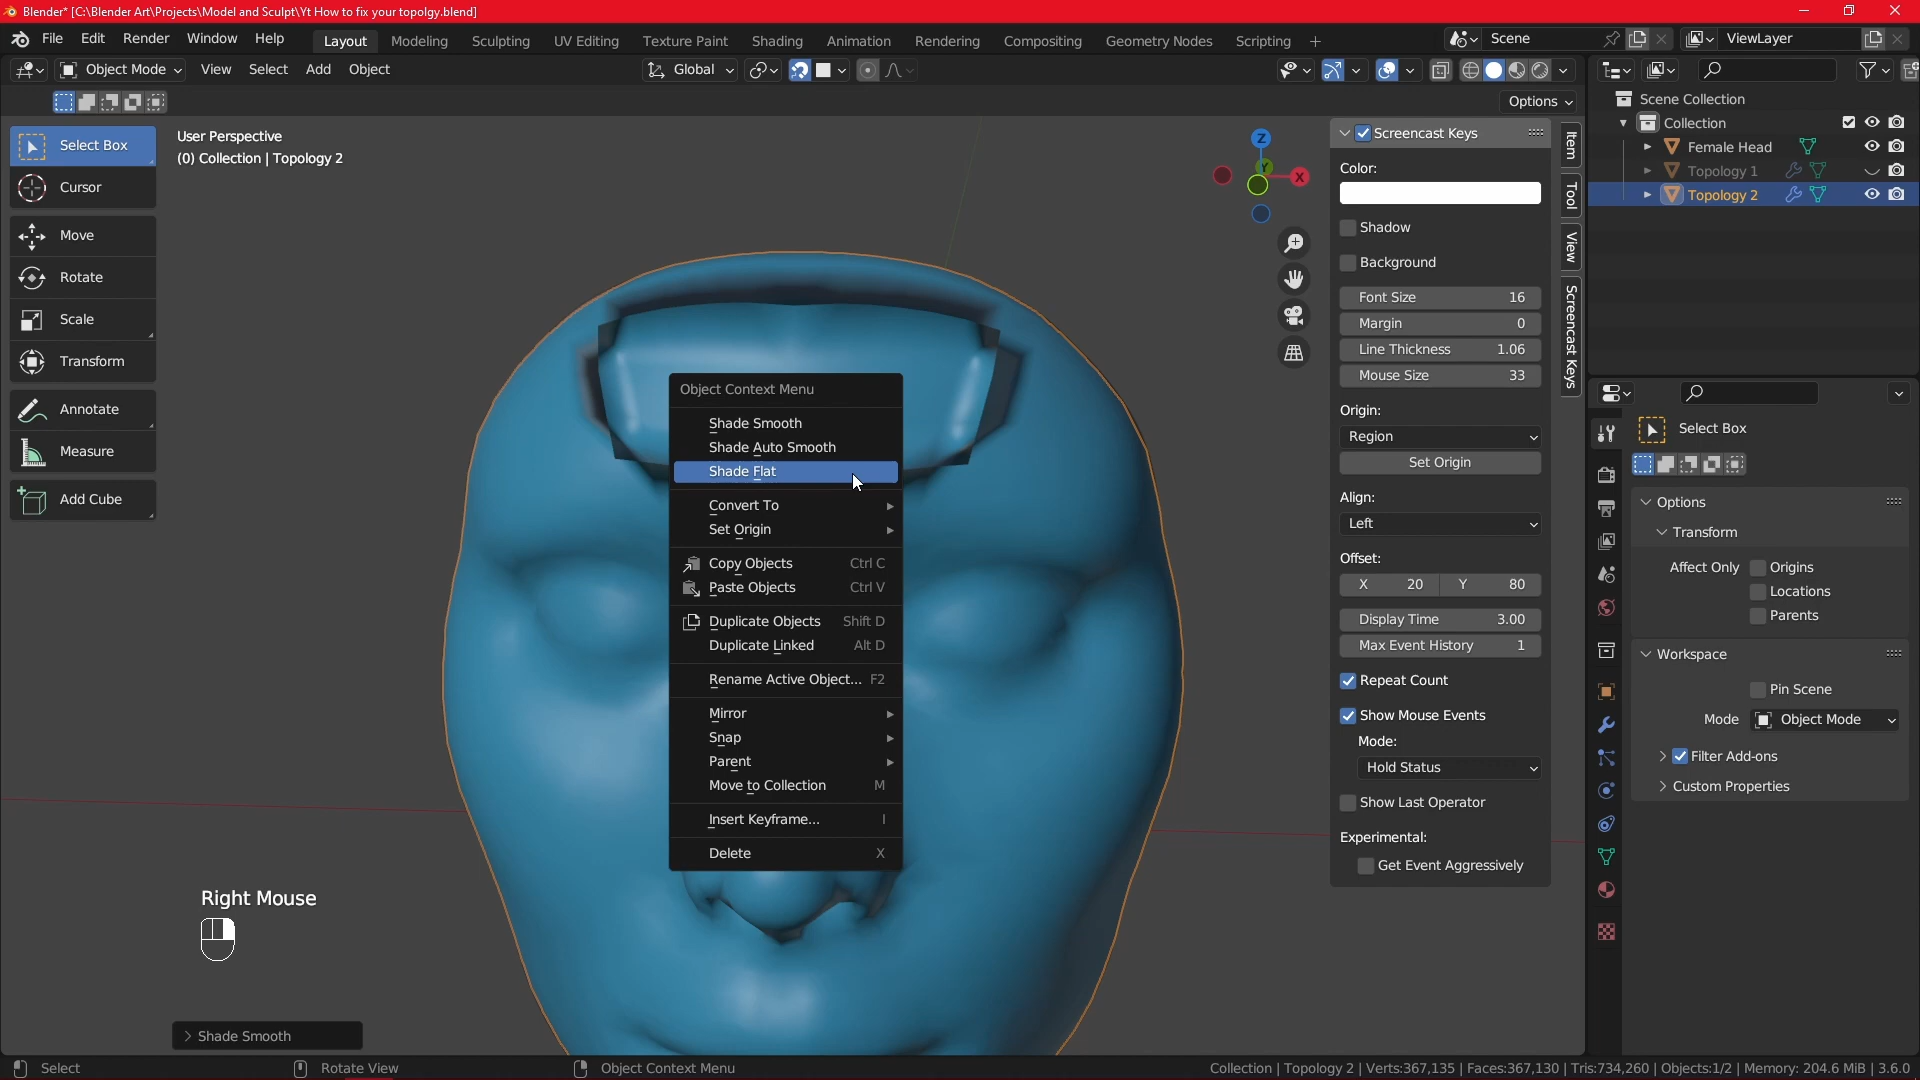 Blender* [C:\Blender Art\Projects\Model and Sculpt\Yt How to fix your topolgy.blend]
File Edit Render Window Help Layout Modeling Sculpting UV Editing Texture Paint Shading Animation Rendering Compositing Geometry Nodes Scripting + Scene ViewLayer
Object Mode View Select Add Object Global
Options
Select Box
Cursor
Move
Rotate
Scale
Transform
Annotate
Measure
Add Cube
User Perspective
(0) Collection | Topology 2
Z
Y
X
Object Context Menu
Shade Smooth
Shade Auto Smooth
Shade Flat
Convert To
Set Origin
Copy Objects Ctrl C
Paste Objects Ctrl V
Duplicate Objects Shift D
Duplicate Linked Alt D
Rename Active Object... F2
Mirror
Snap
Parent
Move to Collection M
Insert Keyframe... I
Delete X
Right Mouse
Shade Smooth
Screencast Keys
Color:
Shadow
Background
Font Size 16
Margin 0
Line Thickness 1.06
Mouse Size 33
Origin:
Region
Set Origin
Align:
Left
Offset:
X 20 Y 80
Display Time 3.00
Max Event History 1
Repeat Count
Show Mouse Events
Mode:
Hold Status
Show Last Operator
Experimental:
Get Event Aggressively
Item
Tool
View
Screencast Keys
Scene Collection
Collection
Female Head
Topology 1
Topology 2
Select Box
Options
Transform
Affect Only Origins
Locations
Parents
Workspace
Pin Scene
Mode Object Mode
Filter Add-ons
Custom Properties
Select Rotate View Object Context Menu Collection | Topology 2 | Verts:367,135 | Faces:367,130 | Tris:734,260 | Objects:1/2 | Memory: 204.6 MiB | 3.6.0